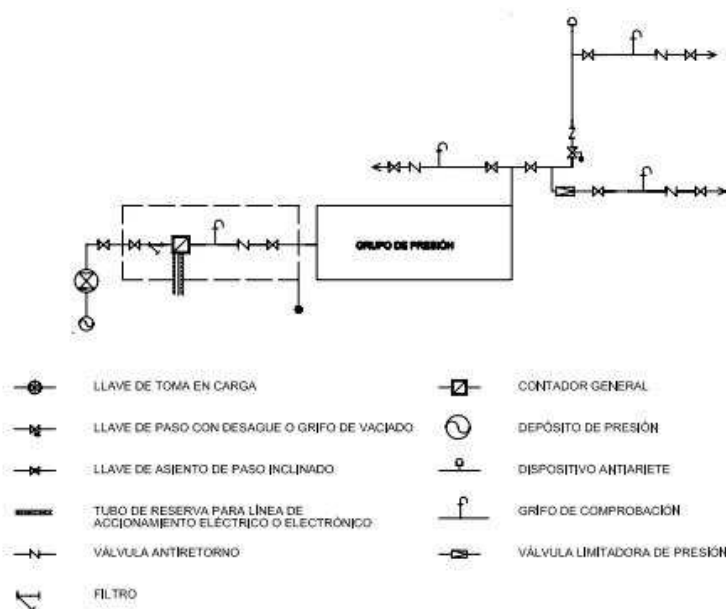 GRUPO DE PRESIÓN
LLAVE DE TOMA EN CARGA
LLAVE DE PASO CON DESAGUE O GRIFO DE VACIADO
LLAVE DE ASIENTO DE PASO INCLINADO
TUBO DE RESERVA PARA LÍNEA DE
ACCIONAMIENTO ELÉCTRICO O ELECTRÓNICO
VÁLVULA ANTIRETORNO
FILTRO
CONTADOR GENERAL
DEPÓSITO DE PRESIÓN
DISPOSITIVO ANTIARIETE
GRIFO DE COMPROBACIÓN
VÁLVULA LIMITADORA DE PRESIÓN